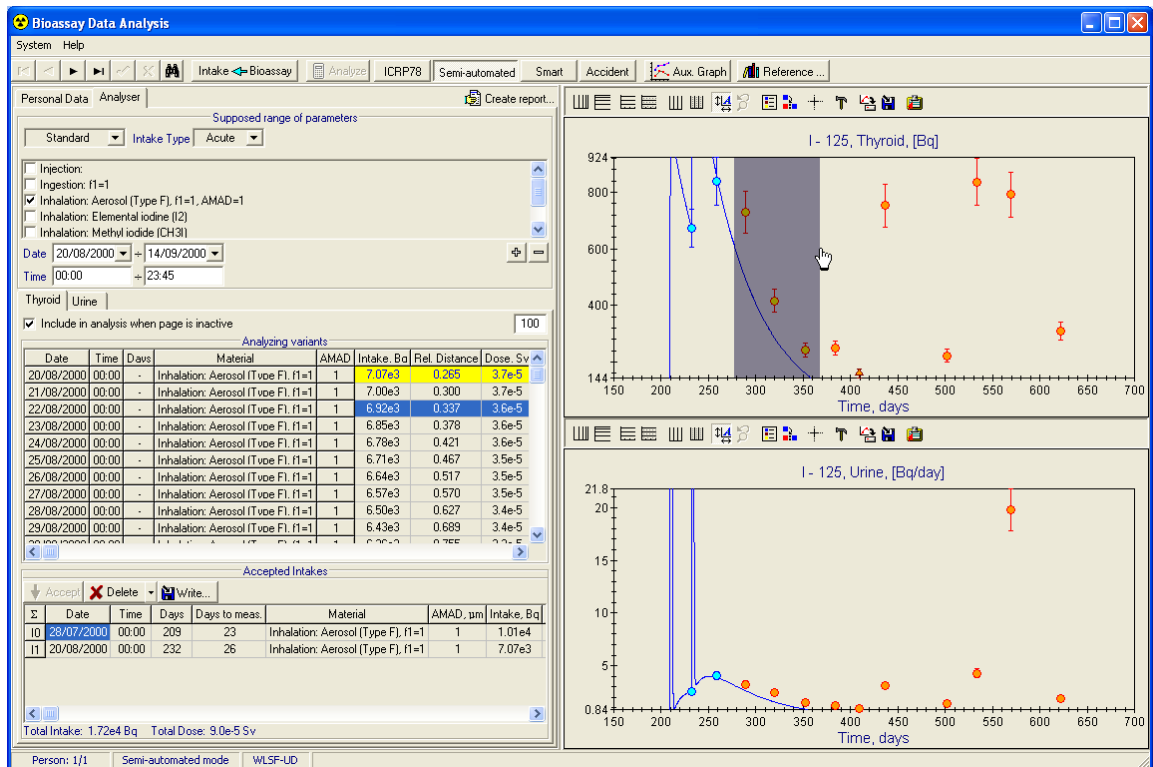 Bioassay Data Analysis
System Help
Intake Bioassay Analyze ICRP78 Semi-automated Smart Accident Aux. Graph Reference ...
Personal Data Analyser Create report...
Supposed range of parameters
Standard Intake Type Acute
Injection:
Ingestion: f1=1
Inhalation: Aerosol (Type F), f1=1, AMAD=1
Inhalation: Elemental iodine (I2)
Inhalation: Methyl iodide (CH3I)
Date 20/08/2000 ÷ 14/09/2000
Time 00:00 ÷ 23:45
Thyroid Urine
Include in analysis when page is inactive 100
Analyzing variants
Date Time Days Material AMAD Intake, Bq Rel. Distance Dose, Sv
20/08/2000 00:00 - Inhalation: Aerosol (Type F), f1=1 1 7.07e3 0.265 3.7e-5
21/08/2000 00:00 - Inhalation: Aerosol (Type F), f1=1 1 7.00e3 0.300 3.7e-5
22/08/2000 00:00 - Inhalation: Aerosol (Type F), f1=1 1 6.92e3 0.337 3.6e-5
23/08/2000 00:00 - Inhalation: Aerosol (Type F), f1=1 1 6.85e3 0.378 3.6e-5
24/08/2000 00:00 - Inhalation: Aerosol (Type F), f1=1 1 6.78e3 0.421 3.6e-5
25/08/2000 00:00 - Inhalation: Aerosol (Type F), f1=1 1 6.71e3 0.467 3.5e-5
26/08/2000 00:00 - Inhalation: Aerosol (Type F), f1=1 1 6.64e3 0.517 3.5e-5
27/08/2000 00:00 - Inhalation: Aerosol (Type F), f1=1 1 6.57e3 0.570 3.5e-5
28/08/2000 00:00 - Inhalation: Aerosol (Type F), f1=1 1 6.50e3 0.627 3.4e-5
29/08/2000 00:00 - Inhalation: Aerosol (Type F), f1=1 1 6.43e3 0.689 3.4e-5
Accepted Intakes
Accept Delete Write...
Σ Date Time Days Days to meas. Material AMAD, µm Intake, Bq
I0 28/07/2000 00:00 209 23 Inhalation: Aerosol (Type F), f1=1 1 1.01e4
I1 20/08/2000 00:00 232 26 Inhalation: Aerosol (Type F), f1=1 1 7.07e3
Total Intake: 1.72e4 Bq Total Dose: 9.0e-5 Sv
Person: 1/1 Semi-automated mode WLSF-UD
I - 125, Thyroid, [Bq]
924
800
600
400
144
150 200 250 300 350 400 450 500 550 600 650 700
Time, days
I - 125, Urine, [Bq/day]
21.8
20
15
10
5
0.84
150 200 250 300 350 400 450 500 550 600 650 700
Time, days